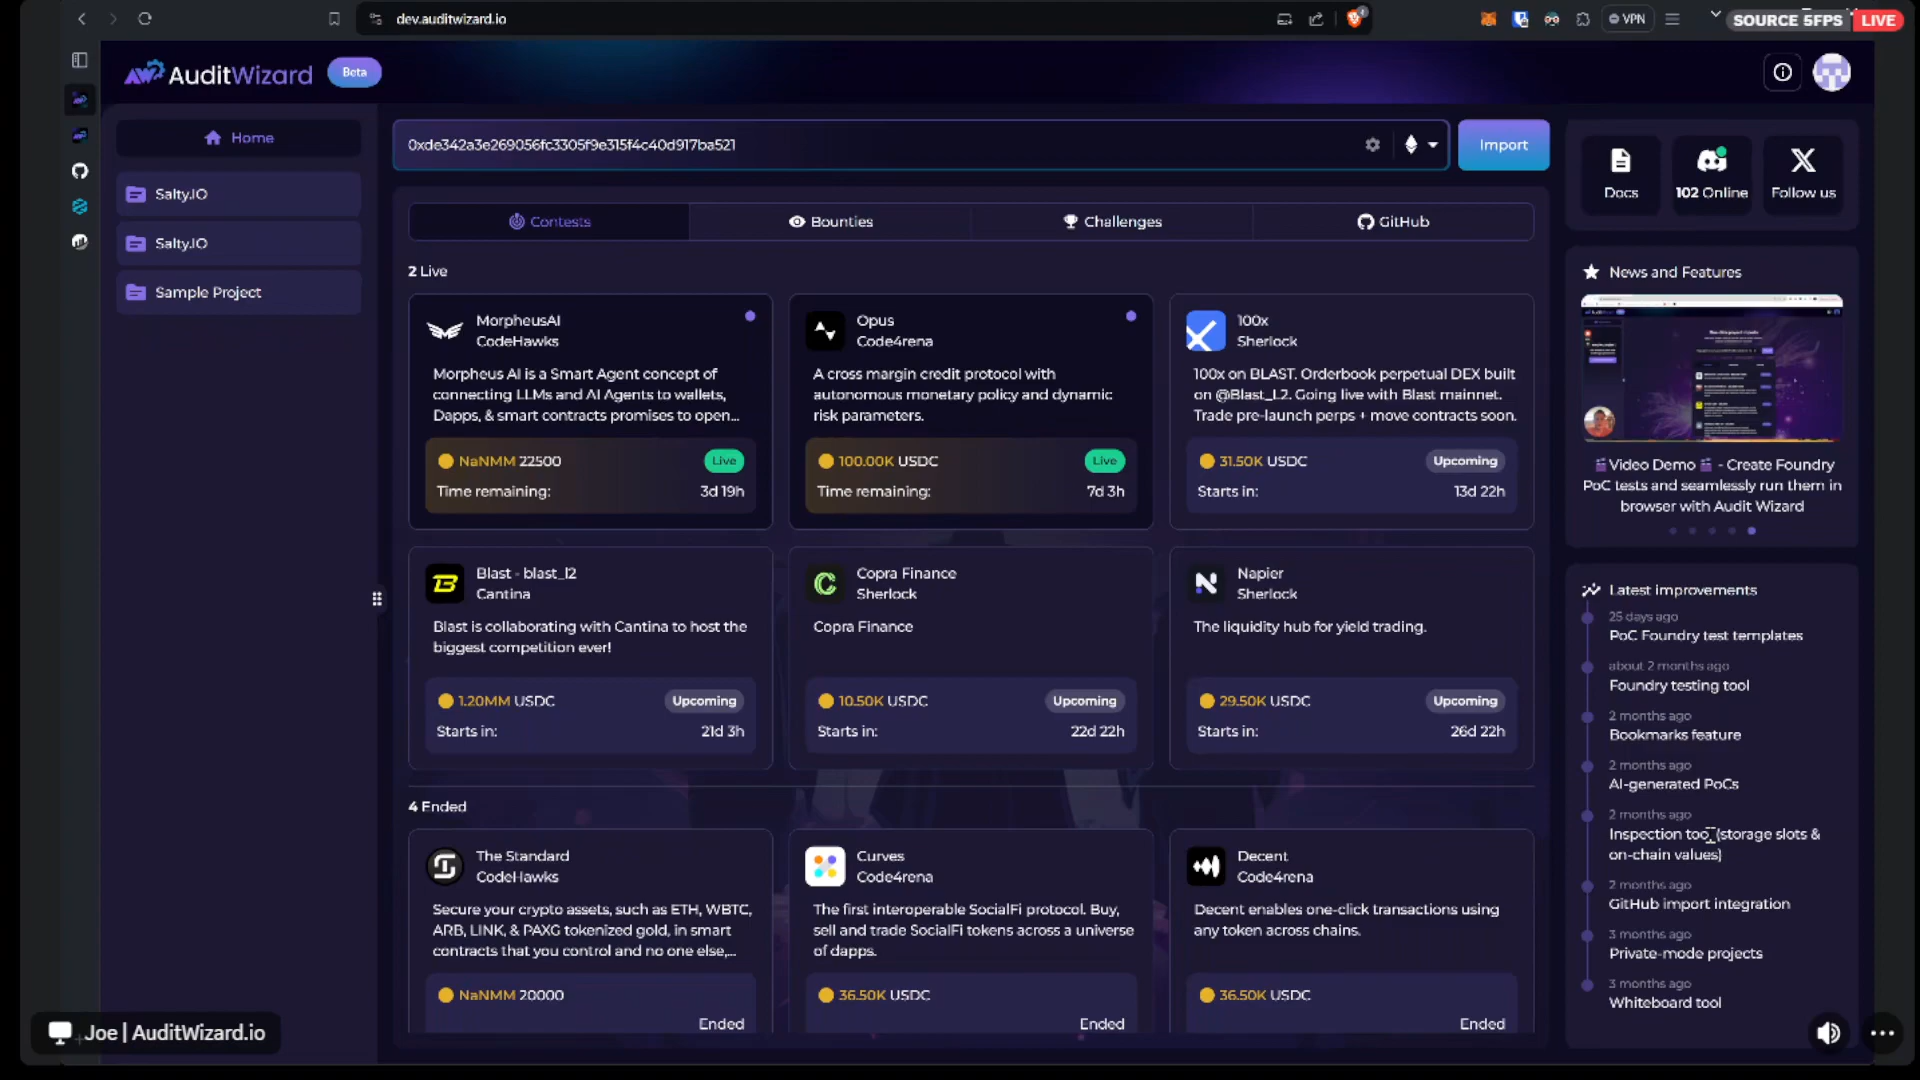 dev.auditwizard.io
4
VPN
SOURCE 5FPS
LIVE
AuditWizard
Beta
Home
Salty.IO
Salty.IO
Sample Project
0xde342a3e269056fc3305f9e315f4c40d917ba521
Import
Contests
Bounties
Challenges
GitHub
2 Live
MorpheusAI
CodeHawks
Morpheus AI is a Smart Agent concept of
connecting LLMs and AI Agents to wallets,
Dapps, & smart contracts promises to open...
NaNMM 22500
Live
Time remaining:
3d 19h
Opus
Code4rena
A cross margin credit protocol with
autonomous monetary policy and dynamic
risk parameters.
100.00K USDC
Live
Time remaining:
7d 3h
100x
Sherlock
100x on BLAST. Orderbook perpetual DEX built
on @Blast_L2. Going live with Blast mainnet.
Trade pre-launch perps + move contracts soon.
31.50K USDC
Upcoming
Starts in:
13d 22h
Blast - blast_l2
Cantina
Blast is collaborating with Cantina to host the
biggest competition ever!
1.20MM USDC
Upcoming
Starts in:
21d 3h
Copra Finance
Sherlock
Copra Finance
10.50K USDC
Upcoming
Starts in:
22d 22h
Napier
Sherlock
The liquidity hub for yield trading.
29.50K USDC
Upcoming
Starts in:
26d 22h
4 Ended
The Standard
CodeHawks
Secure your crypto assets, such as ETH, WBTC,
ARB, LINK, & PAXG tokenized gold, in smart
contracts that you control and no one else,...
NaNMM 20000
Ended
Curves
Code4rena
The first interoperable SocialFi protocol. Buy,
sell and trade SocialFi tokens across a universe
of dapps.
36.50K USDC
Ended
Decent
Code4rena
Decent enables one-click transactions using
any token across chains.
36.50K USDC
Ended
Docs
102 Online
Follow us
News and Features
Video Demo - Create Foundry
PoC tests and seamlessly run them in
browser with Audit Wizard
Latest improvements
25 days ago
PoC Foundry test templates
about 2 months ago
Foundry testing tool
2 months ago
Bookmarks feature
2 months ago
AI-generated PoCs
2 months ago
Inspection tool (storage slots &
on-chain values)
2 months ago
GitHub import integration
3 months ago
Private-mode projects
3 months ago
Whiteboard tool
Joe | AuditWizard.io